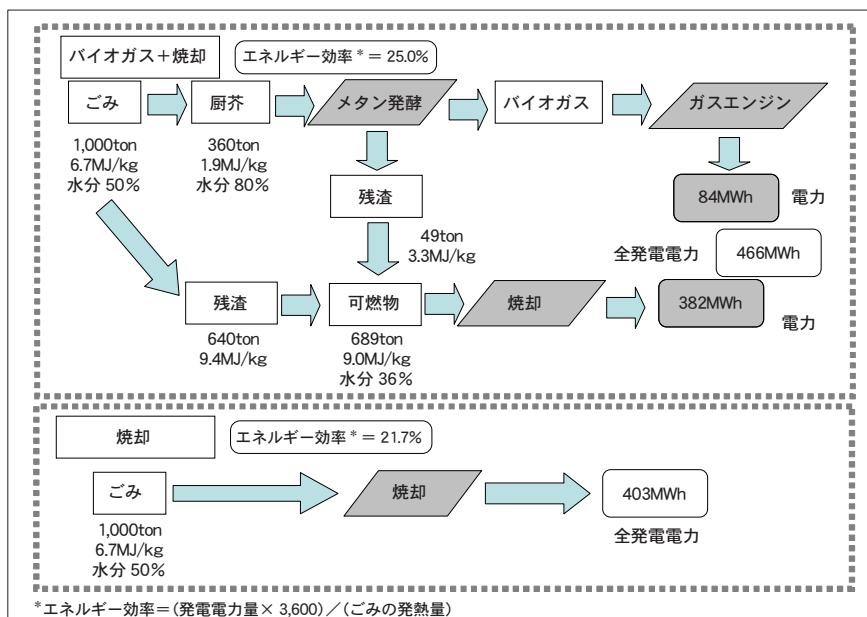 バイオガス+焼却
エネルギー効率*= 25.0%
ごみ
厨芥
メタン発酵
バイオガス
ガスエンジン
1,000ton
6.7MJ/kg
水分 50%
360ton
1.9MJ/kg
水分 80%
残渣
84MWh
電力
49ton
3.3MJ/kg
全発電電力
466MWh
残渣
可燃物
焼却
382MWh
電力
640ton
9.4MJ/kg
689ton
9.0MJ/kg
水分 36%
焼却
エネルギー効率*= 21.7%
ごみ
焼却
403MWh
全発電電力
1,000ton
6.7MJ/kg
水分 50%
*エネルギー効率=(発電電力量× 3,600)/(ごみの発熱量)